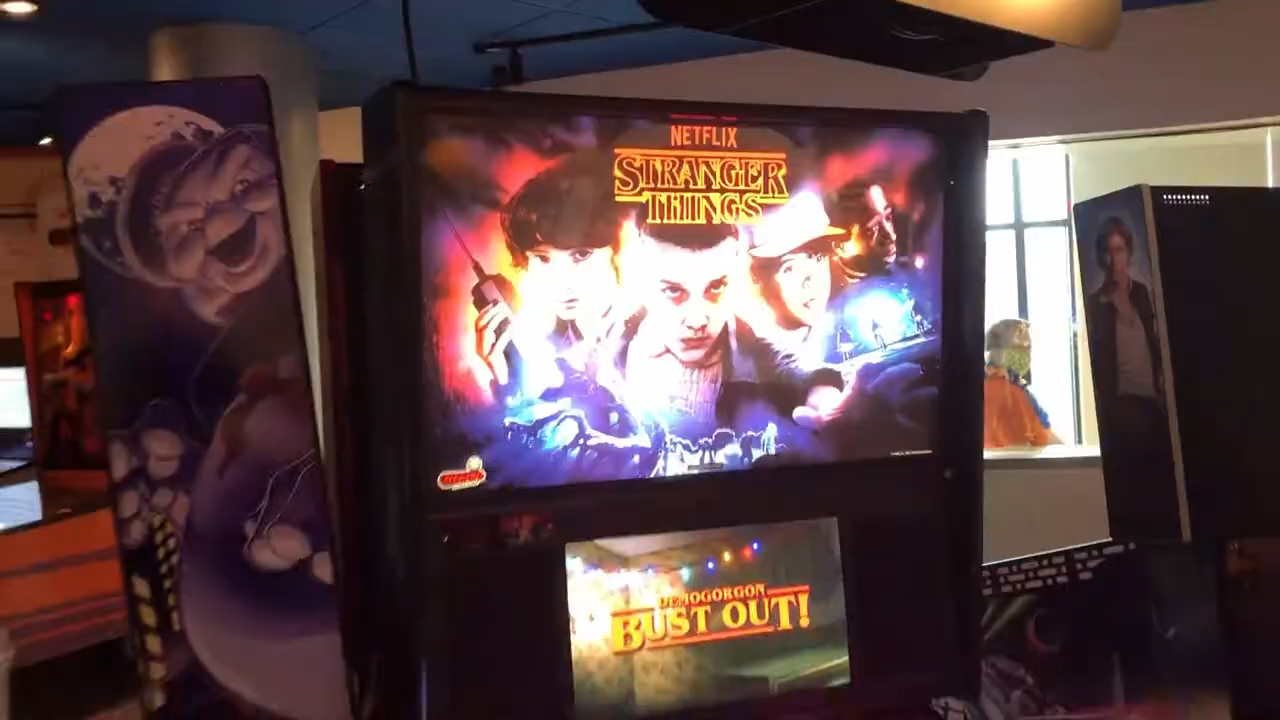 NETFLIX
STRANGER
THINGS
DEMOGORGON
BUST OUT!